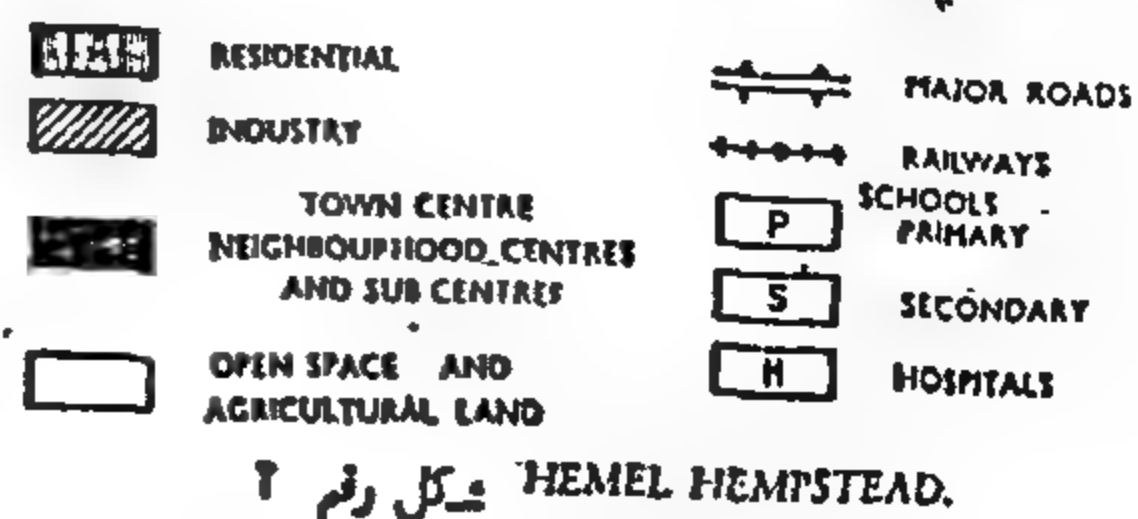 RESIDENTIAL
INDUSTRY
TOWN CENTRE
NEIGHBOURHOOD CENTRES
AND SUB CENTRES
OPEN SPACE AND
AGRICULTURAL LAND
MAJOR ROADS
RAILWAYS
SCHOOLS -
P PRIMARY
S SECONDARY
H HOSPITALS
شكل رقم ٢ HEMEL HEMPSTEAD.